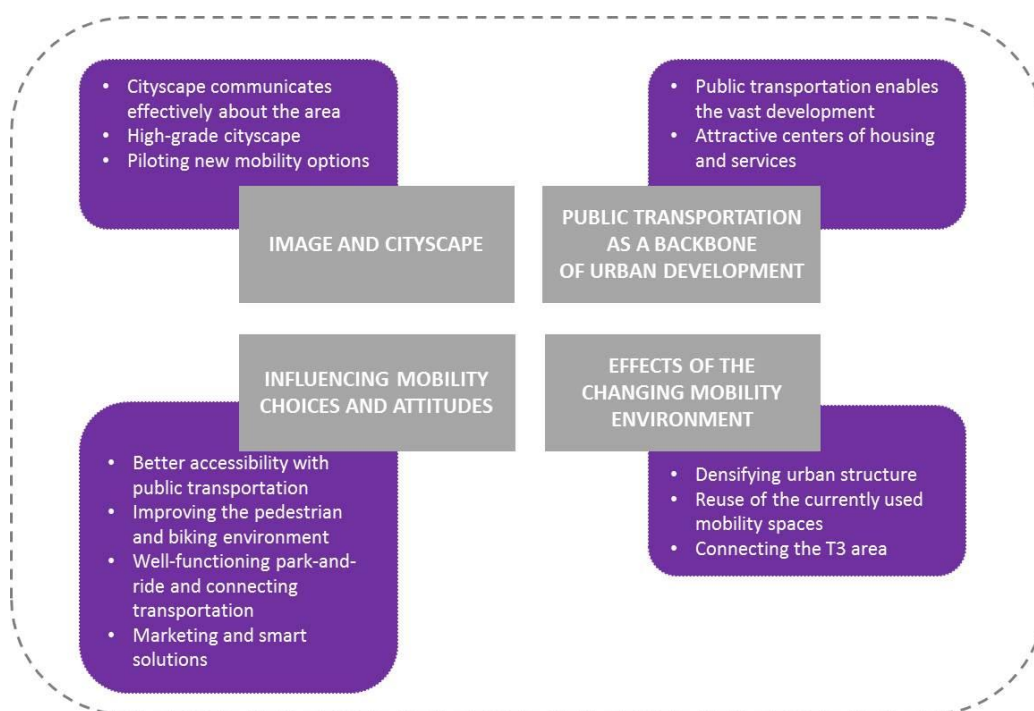 • Cityscape communicates
effectively about the area
• High-grade cityscape
• Piloting new mobility options
IMAGE AND CITYSCAPE
• Public transportation enables
the vast development
• Attractive centers of housing
and services
PUBLIC TRANSPORTATION
AS A BACKBONE
OF URBAN DEVELOPMENT
INFLUENCING MOBILITY
CHOICES AND ATTITUDES
• Better accessibility with
public transportation
• Improving the pedestrian
and biking environment
• Well-functioning park-and-
ride and connecting
transportation
• Marketing and smart
solutions
EFFECTS OF THE
CHANGING MOBILITY
ENVIRONMENT
• Densifying urban structure
• Reuse of the currently used
mobility spaces
• Connecting the T3 area